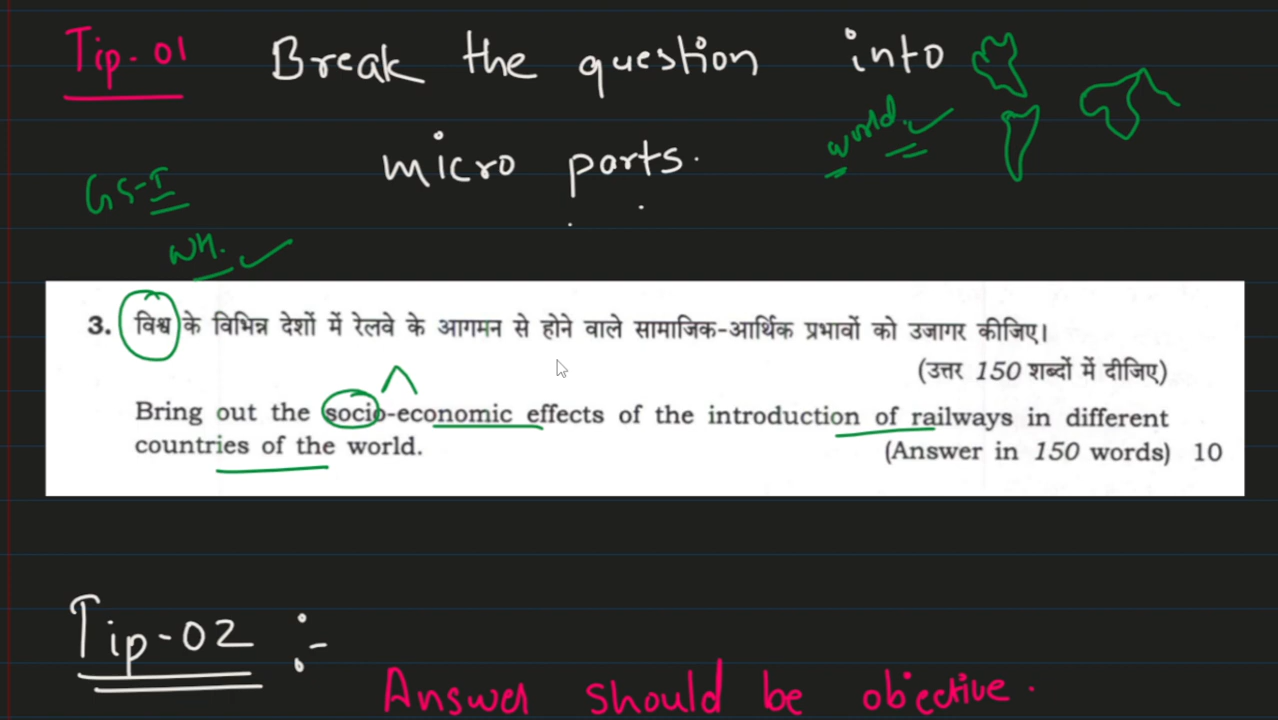 Tip-01 Break the question into
world.
micro parts.
GS-I
WH.
3. विश्व के विभिन्न देशों में रेलवे के आगमन से होने वाले सामाजिक-आर्थिक प्रभावों को उजागर कीजिए।
(उत्तर 150 शब्दों में दीजिए)
Bring out the socio-economic effects of the introduction of railways in different
countries of the world. (Answer in 150 words) 10
Tip-02 :-
Answer should be objective.